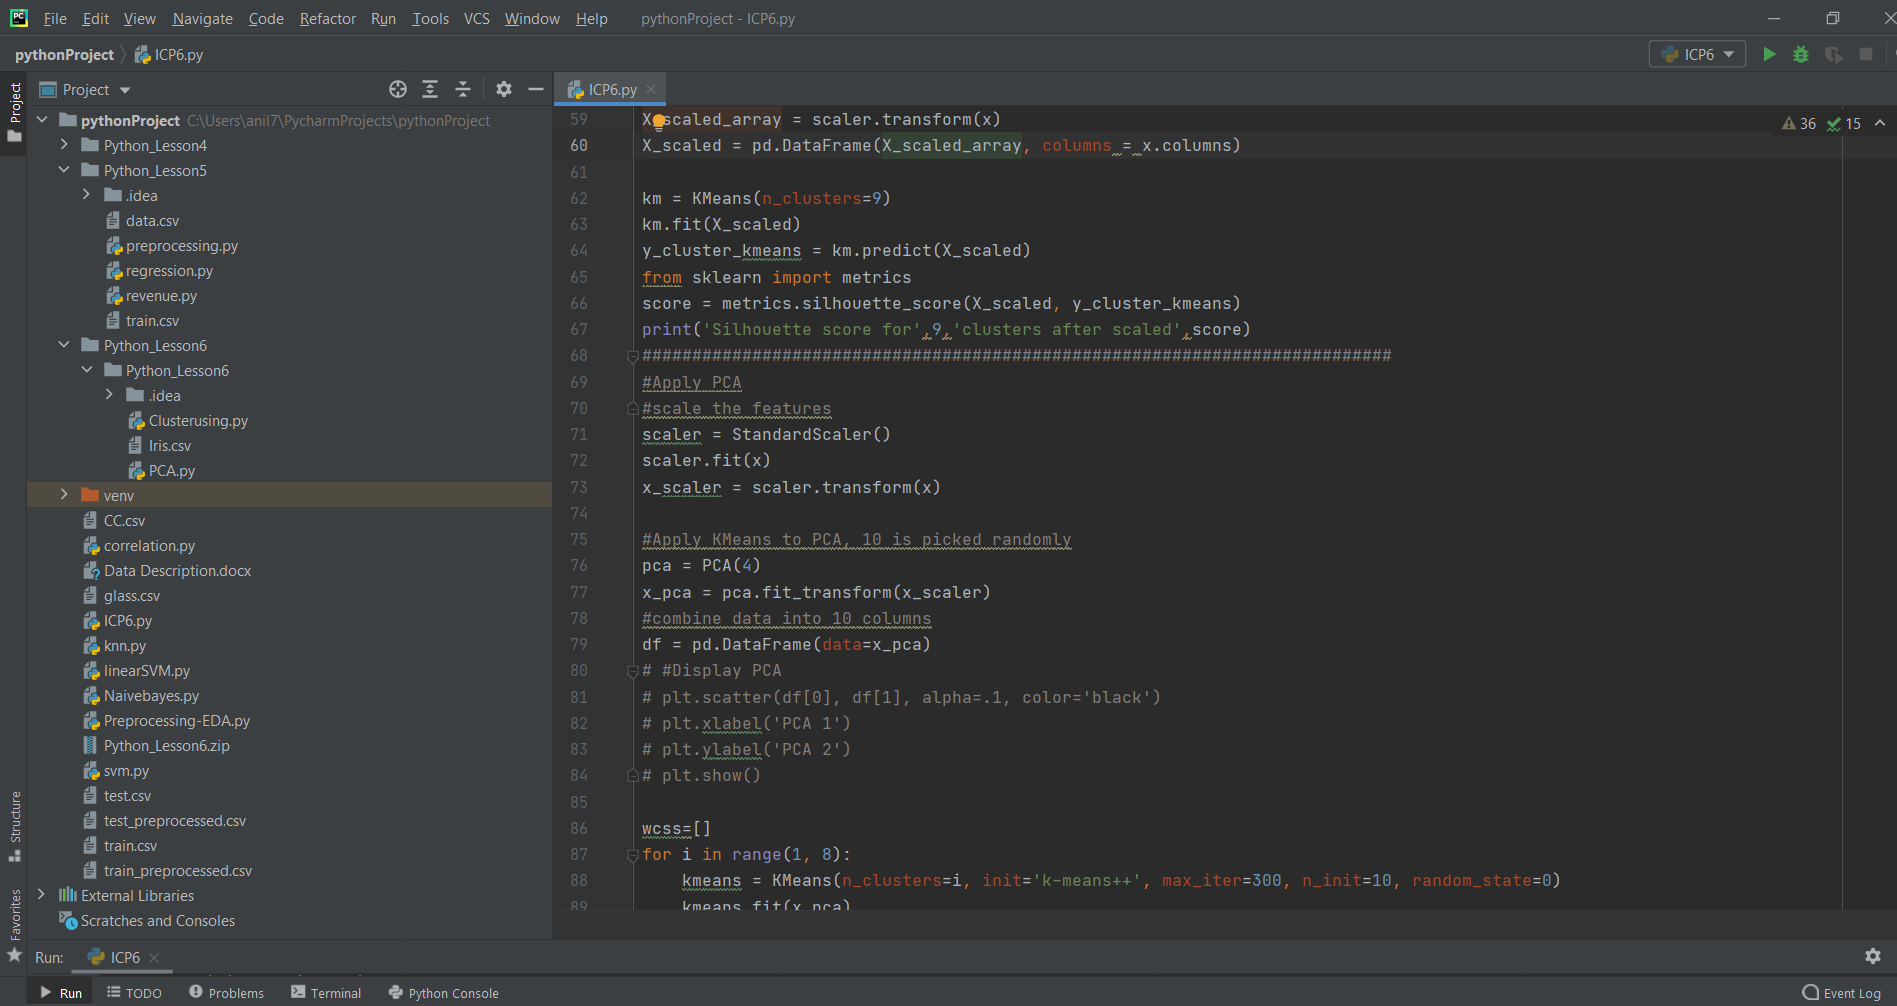 File Edit View Navigate Code Refactor Run Tools VCS Window Help pythonProject - ICP6.py
pythonProject ICP6.py ICP6
Project
Project
ICP6.py
pythonProject C:\Users\anil7\PycharmProjects\pythonProject
Python_Lesson4
Python_Lesson5
.idea
data.csv
preprocessing.py
regression.py
revenue.py
train.csv
Python_Lesson6
Python_Lesson6
.idea
Clusterusing.py
Iris.csv
PCA.py
venv
CC.csv
correlation.py
Data Description.docx
glass.csv
ICP6.py
knn.py
linearSVM.py
Naivebayes.py
Preprocessing-EDA.py
Python_Lesson6.zip
svm.py
test.csv
test_preprocessed.csv
train.csv
train_preprocessed.csv
External Libraries
Scratches and Consoles
Structure
Favorites
36 15
59 X_scaled_array = scaler.transform(x)
60 X_scaled = pd.DataFrame(X_scaled_array, columns = x.columns)
61
62 km = KMeans(n_clusters=9)
63 km.fit(X_scaled)
64 y_cluster_kmeans = km.predict(X_scaled)
65 from sklearn import metrics
66 score = metrics.silhouette_score(X_scaled, y_cluster_kmeans)
67 print('Silhouette score for',9,'clusters after scaled',score)
68 ###########################################################################
69 #Apply PCA
70 #scale the features
71 scaler = StandardScaler()
72 scaler.fit(x)
73 x_scaler = scaler.transform(x)
74
75 #Apply KMeans to PCA, 10 is picked randomly
76 pca = PCA(4)
77 x_pca = pca.fit_transform(x_scaler)
78 #combine data into 10 columns
79 df = pd.DataFrame(data=x_pca)
80 # #Display PCA
81 # plt.scatter(df[0], df[1], alpha=.1, color='black')
82 # plt.xlabel('PCA 1')
83 # plt.ylabel('PCA 2')
84 # plt.show()
85
86 wcss=[]
87 for i in range(1, 8):
88 kmeans = KMeans(n_clusters=i, init='k-means++', max_iter=300, n_init=10, random_state=0)
89 kmeans.fit(x_pca)
Run: ICP6
Run TODO Problems Terminal Python Console Event Log